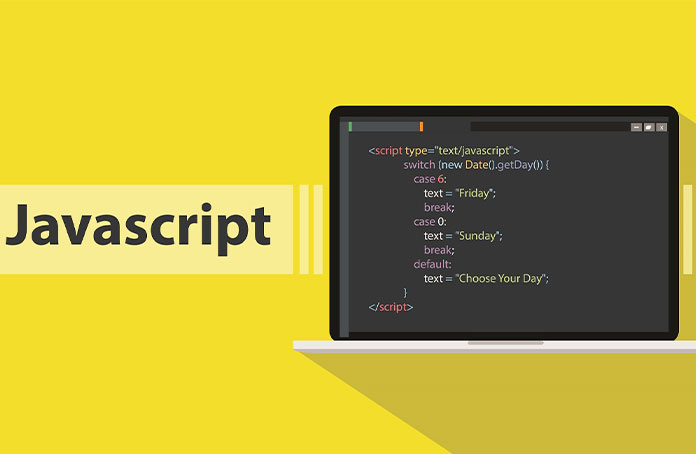 Javascript
<script type="text/javascript">
switch (new Date().getDay()) {
case 6:
text = "Friday";
break;
case 0:
text = "Sunday";
break;
default:
text = "Choose Your Day";
}
</script>